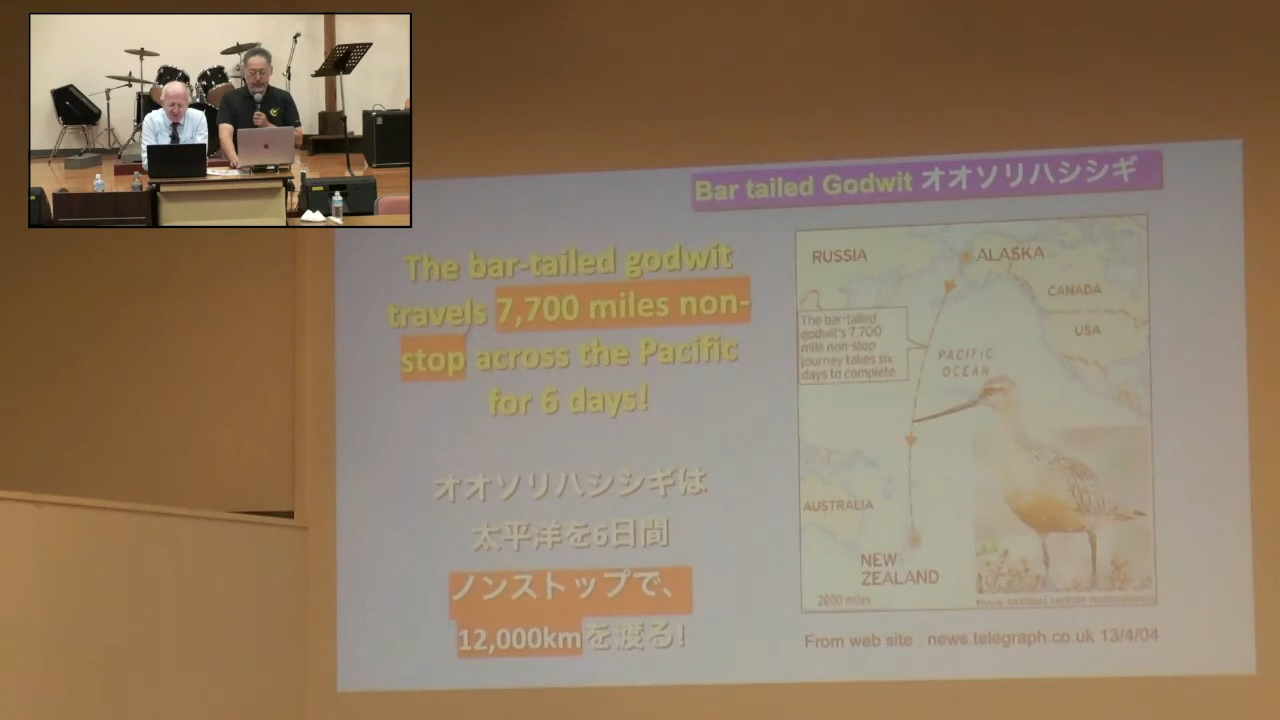 Bar tailed Godwit オオソリハシシギ
The bar-tailed godwit
travels 7,700 miles non-
stop across the Pacific
for 6 days!
オオソリハシシギは
太平洋を6日間
ノンストップで、
12,000kmを渡る!
RUSSIA
ALASKA
CANADA
USA
The bar-tailed
godwit's 7,700
mile non-stop
journey takes six
days to complete
PACIFIC
OCEAN
AUSTRALIA
NEW
ZEALAND
2000 miles
From web site news.telegraph.co.uk 13/4/04